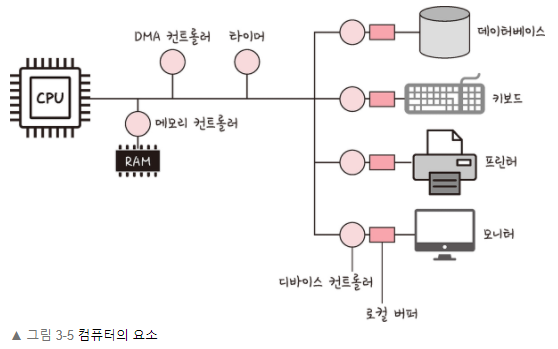 DMA 컨트롤러
타이머
데이터베이스
CPU
키보드
메모리 컨트롤러
RAM
프린터
모니터
디바이스 컨트롤러
로컬 버퍼
▲ 그림 3-5 컴퓨터의 요소